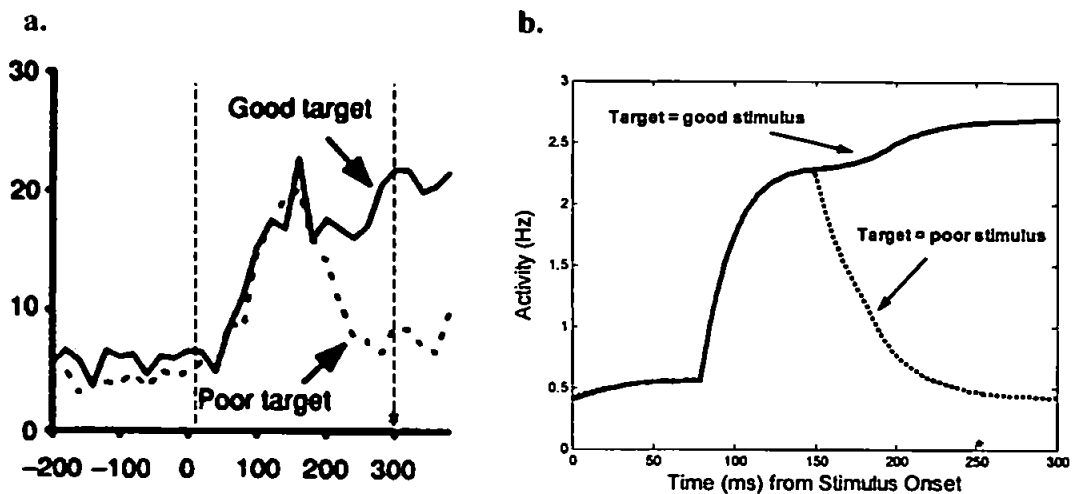 a.
30
20
10
0
Good target
Poor target
*
−200 −100 0 100 200 300
b.
3
2.5
2
1.5
1
0.5
0
Activity (Hz)
Target = good stimulus
Target = poor stimulus
*
0 50 100 150 200 250 300
Time (ms) from Stimulus Onset